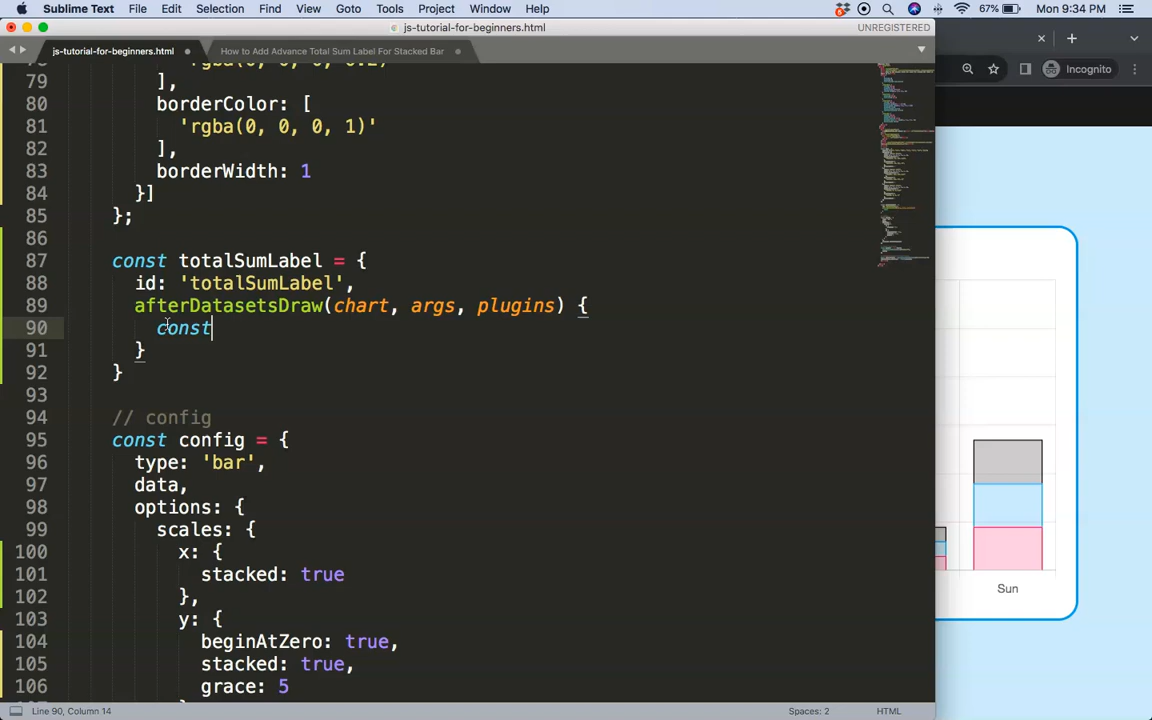 Sublime Text File Edit Selection Find View Goto Tools Project Window Help 67% Mon 9:34 PM
js-tutorial-for-beginners.html UNREGISTERED
js-tutorial-for-beginners.html How to Add Advance Total Sum Label For Stacked Bar
Incognito
79 ],
80 borderColor: [
81 'rgba(0, 0, 0, 1)'
82 ],
83 borderWidth: 1
84 }]
85 };
86
87 const totalSumLabel = {
88 id: 'totalSumLabel',
89 afterDatasetsDraw(chart, args, plugins) {
90 const
91 }
92 }
93
94 // config
95 const config = {
96 type: 'bar',
97 data,
98 options: {
99 scales: {
100 x: {
101 stacked: true
102 },
103 y: {
104 beginAtZero: true,
105 stacked: true,
106 grace: 5
Sun
Line 90, Column 14 Spaces: 2 HTML